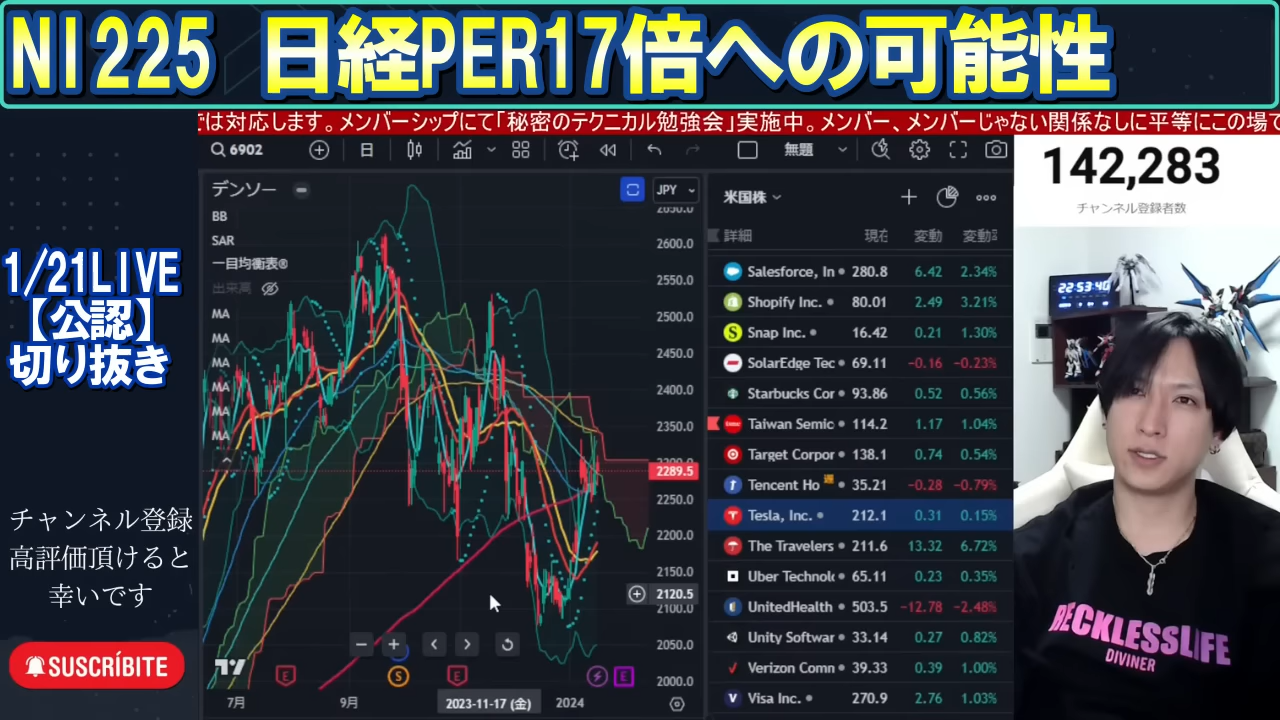 NI225 日経PER17倍への可能性
では対応します。メンバーシップにて「秘密のテクニカル勉強会」実施中。メンバー、メンバーじゃない関係なしに平等にこの場で
6902
日
無題
142,283
チャンネル登録者数
デンソー
JPY
BB
SAR
一目均衡表®
出来高
MA
MA
MA
MA
MA
MA
2650.0
2600.0
2550.0
2500.0
2450.0
2400.0
2350.0
2300.0
2289.5
2250.0
2200.0
2150.0
2120.5
2100.0
2050.0
2000.0
E
S
E
E
7月
9月
2023-11-17 (金)
2024
米国株
詳細 現在 変動 変動%
Salesforce, In 280.8 6.42 2.34%
Shopify Inc. 80.01 2.49 3.21%
Snap Inc. 16.42 0.21 1.30%
SolarEdge Tec 69.11 −0.16 −0.23%
Starbucks Cor 93.86 0.52 0.56%
Taiwan Semic 114.2 1.17 1.04%
Target Corpor 138.1 0.74 0.54%
Tencent Ho 35.21 −0.28 −0.79%
Tesla, Inc. 212.1 0.31 0.15%
The Travelers 211.6 13.32 6.72%
Uber Technolo 65.11 0.23 0.35%
UnitedHealth 503.5 −12.78 −2.48%
Unity Softwar 33.14 0.27 0.82%
Verizon Comm 39.33 0.39 1.00%
Visa Inc. 270.9 2.76 1.03%
1/21LIVE
【公認】
切り抜き
チャンネル登録
高評価頂けると
幸いです
SUSCRÍBITE
22:53:40
RECKLESSLIFE
DIVINER